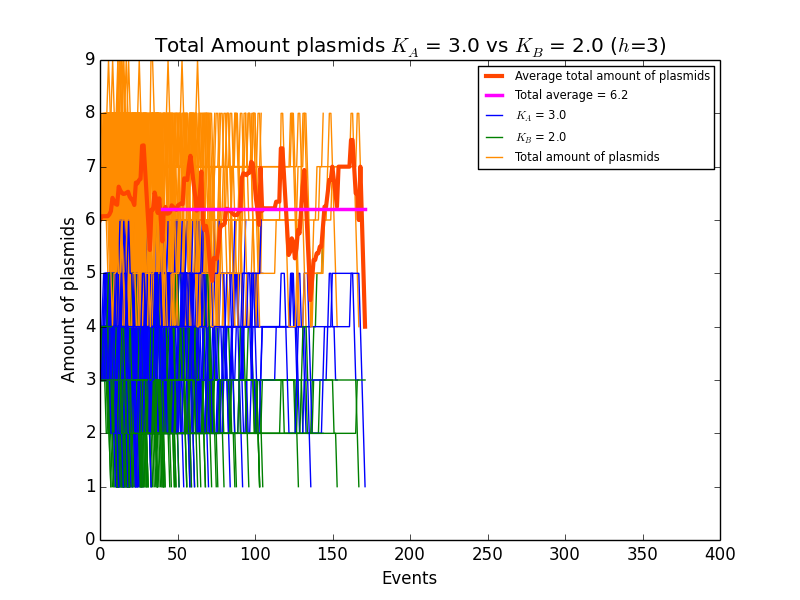 Total Amount plasmids K_A = 3.0 vs K_B = 2.0 (h=3)
9
8
7
6
5
4
3
2
1
0
Amount of plasmids
Average total amount of plasmids
Total average = 6.2
K_A = 3.0
K_B = 2.0
Total amount of plasmids
0 50 100 150 200 250 300 350 400
Events